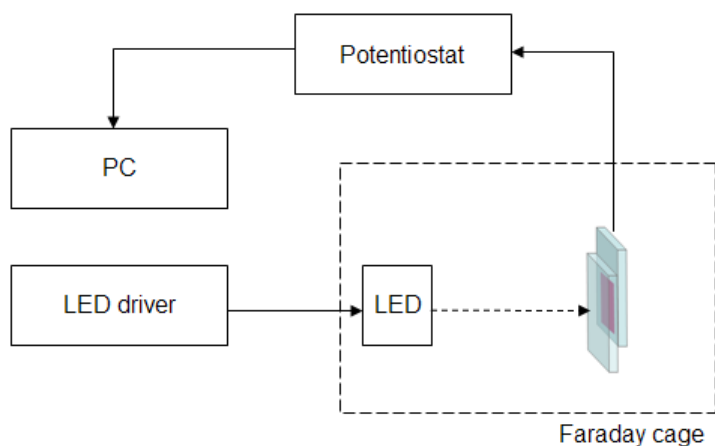 Potentiostat
PC
LED driver
LED
Faraday cage